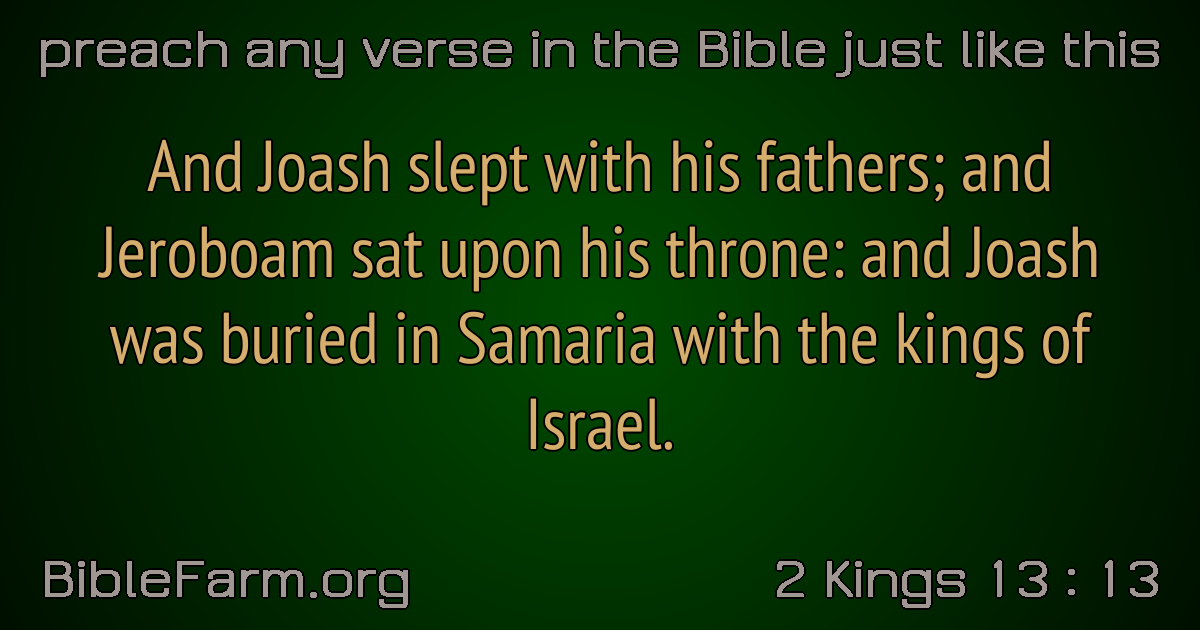 preach any verse in the Bible just like this
And Joash slept with his fathers; and
Jeroboam sat upon his throne: and Joash
was buried in Samaria with the kings of
Israel.
BibleFarm.org
2 Kings 13 : 13